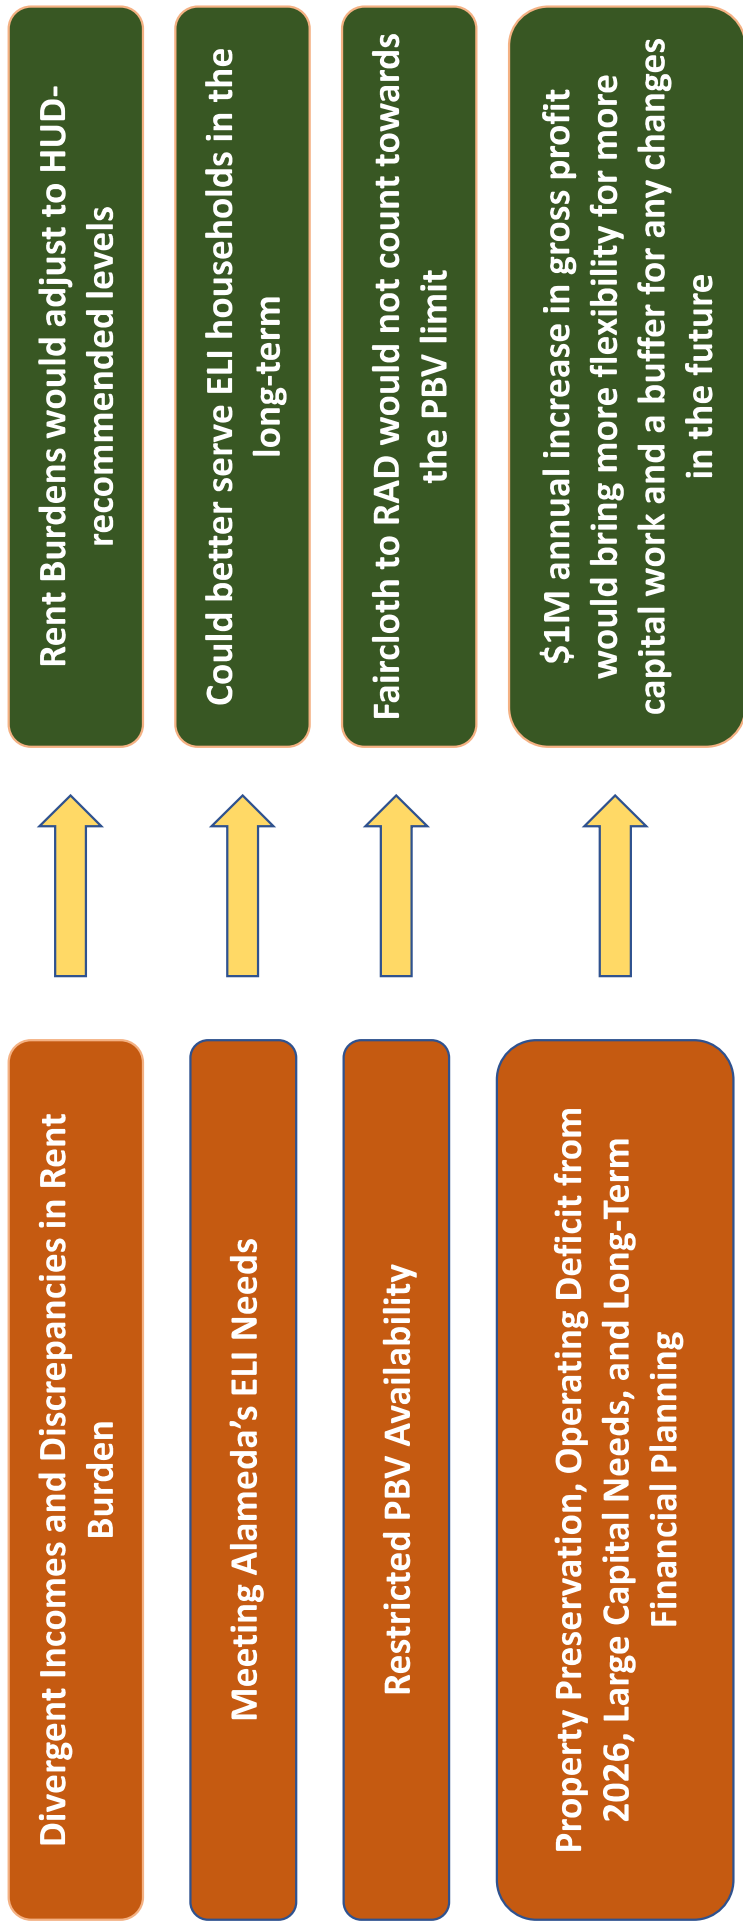 Divergent Incomes and Discrepancies in Rent
Burden
Rent Burdens would adjust to HUD-
recommended levels
Meeting Alameda’s ELI Needs
Could better serve ELI households in the
long-term
Restricted PBV Availability
Faircloth to RAD would not count towards
the PBV limit
Property Preservation, Operating Deficit from
2026, Large Capital Needs, and Long-Term
Financial Planning
$1M annual increase in gross profit
would bring more flexibility for more
capital work and a buffer for any changes
in the future